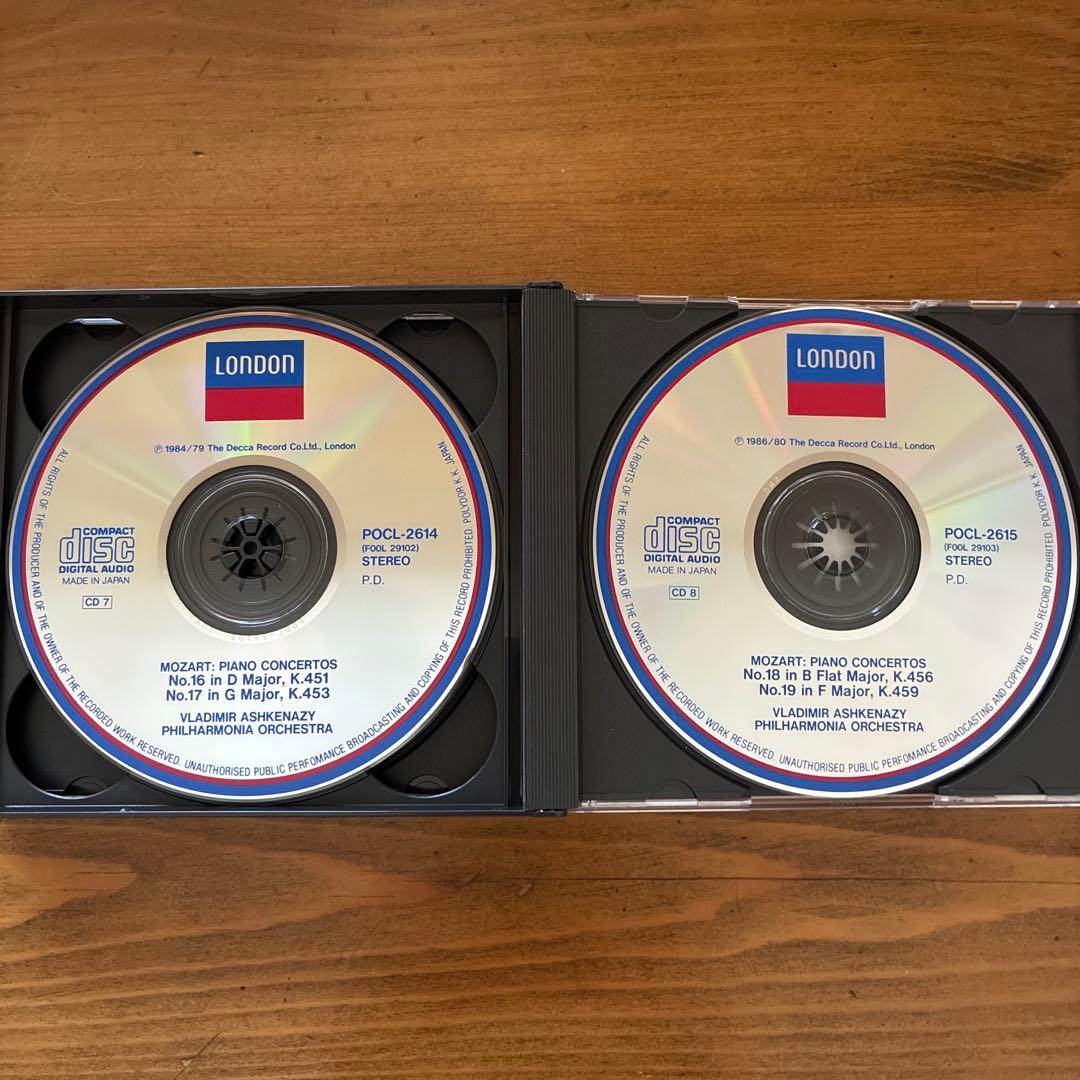 LONDON
℗ 1984/79 The Decca Record Co.Ltd., London
COMPACT
disc
DIGITAL AUDIO
MADE IN JAPAN
CD 7
POCL-2614
(F00L 29102)
STEREO
P.D.
MOZART: PIANO CONCERTOS
No.16 in D Major, K.451
No.17 in G Major, K.453
VLADIMIR ASHKENAZY
PHILHARMONIA ORCHESTRA
ALL RIGHTS OF THE PRODUCER AND OF THE OWNER OF THE RECORDED WORK RESERVED. UNAUTHORISED PUBLIC PERFOMANCE BROADCASTING AND COPYING OF THIS RECORD PROHIBITED. POLYDOR K.K. JAPAN
LONDON
℗ 1986/80 The Decca Record Co.Ltd., London
COMPACT
disc
DIGITAL AUDIO
MADE IN JAPAN
CD 8
POCL-2615
(F00L 29103)
STEREO
P.D.
MOZART: PIANO CONCERTOS
No.18 in B Flat Major, K.456
No.19 in F Major, K.459
VLADIMIR ASHKENAZY
PHILHARMONIA ORCHESTRA
ALL RIGHTS OF THE PRODUCER AND OF THE OWNER OF THE RECORDED WORK RESERVED. UNAUTHORISED PUBLIC PERFOMANCE BROADCASTING AND COPYING OF THIS RECORD PROHIBITED. POLYDOR K.K. JAPAN